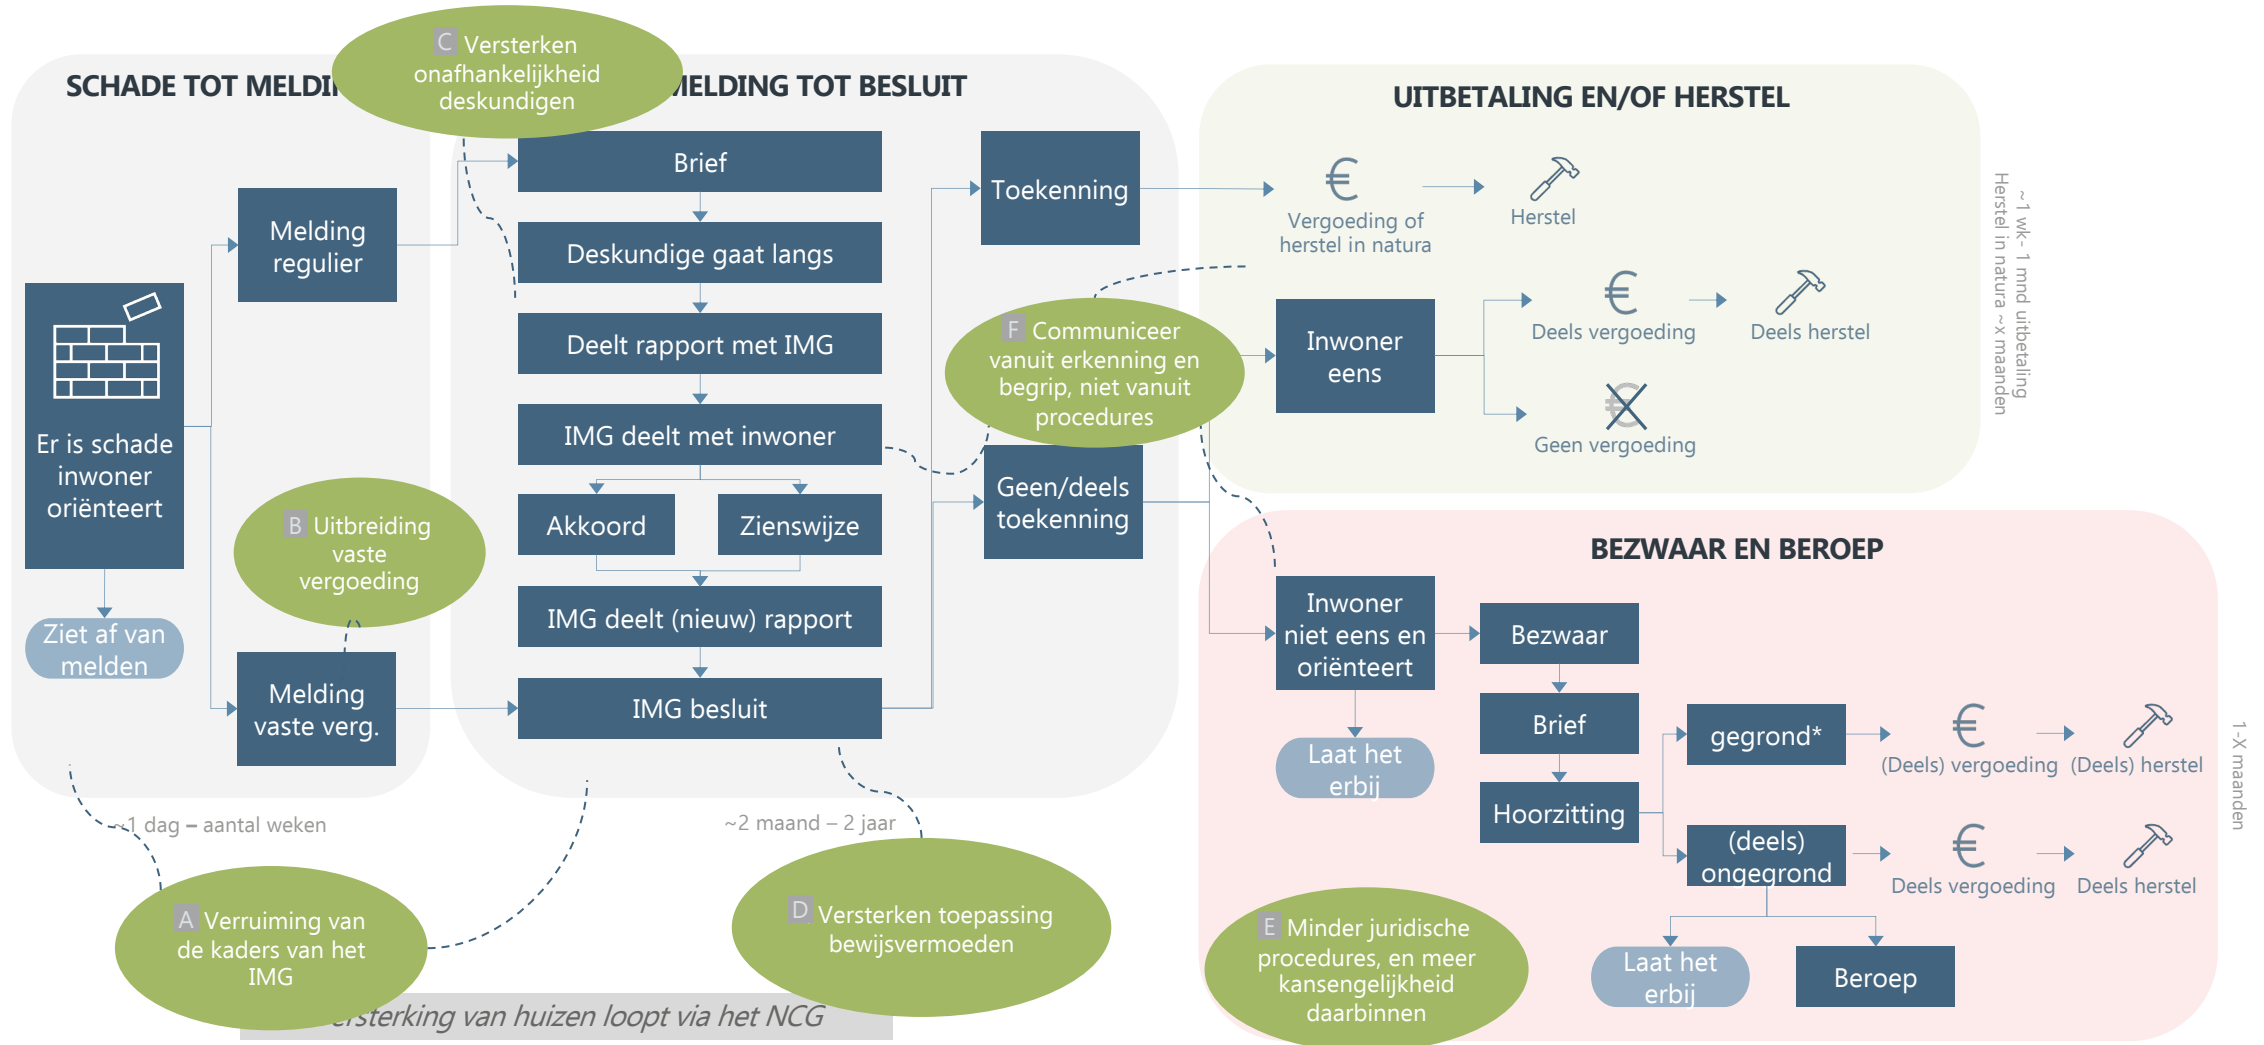 C Versterken
onafhankelijkheid
deskundigen
SCHADE TOT
TOT BESLUIT
UITBETALING EN/OF HERSTEL
Er is schade
inwoner
oriënteert
Ziet af van
melden
Melding
regulier
B Uitbreiding
vaste
vergoeding
Melding
vaste verg.
~1 dag – aantal weken
A Verruiming van
de kaders van het
IMG
Brief
Deskundige gaat langs
Deelt rapport met IMG
IMG deelt met inwoner
Akkoord
Zienswijze
IMG deelt (nieuw) rapport
IMG besluit
~2 maand – 2 jaar
D Versterken toepassing
bewijsvermoeden
van huizen loopt via het NCG
Toekenning
Geen/deels
toekenning
F Communiceer
vanuit erkenning en
begrip, niet vanuit
procedures
Vergoeding of
herstel in natura
Herstel
Inwoner
eens
Deels vergoeding
Deels herstel
Geen vergoeding
~1 wk- 1 mnd uitbetaling
Herstel in natura ~x maanden
BEZWAAR EN BEROEP
Inwoner
niet eens en
oriënteert
Laat het
erbij
Bezwaar
Brief
Hoorzitting
gegrond*
(Deels) vergoeding
(Deels) herstel
(deels)
ongegrond
Deels vergoeding
Deels herstel
Laat het
erbij
Beroep
E Minder juridische
procedures, en meer
kansengelijkheid
daarbinnen
1-X maanden